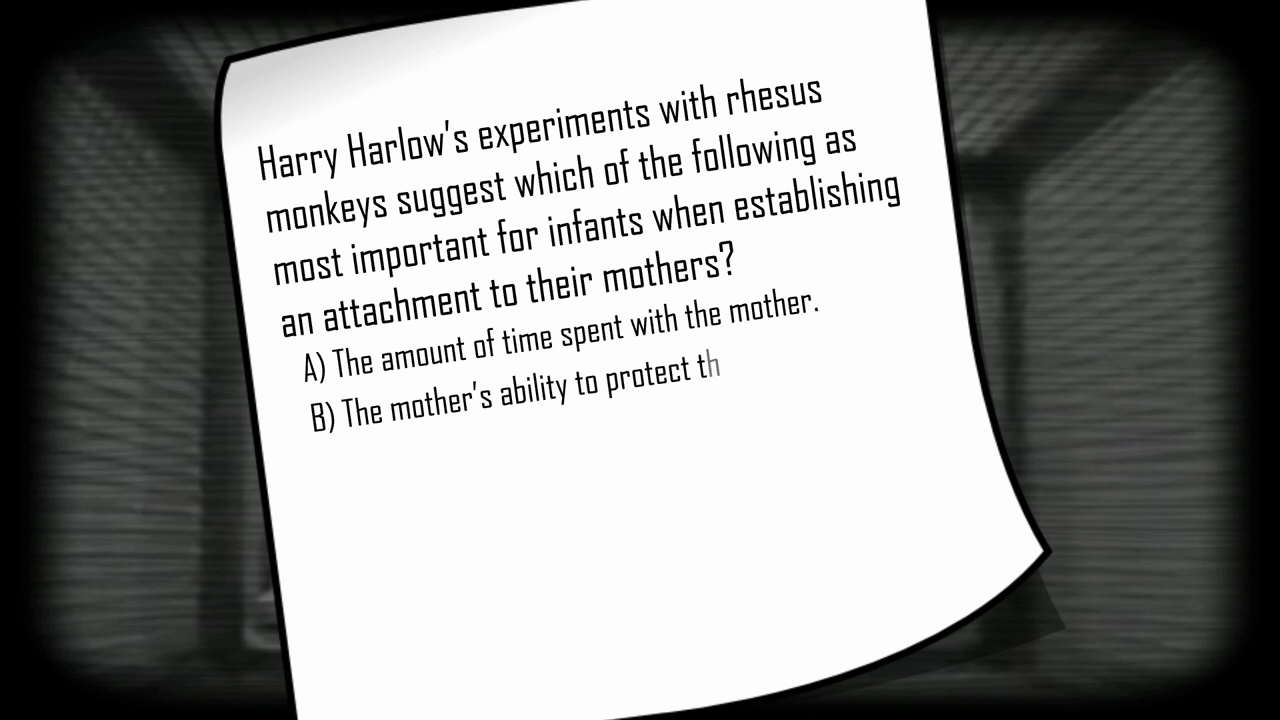 Harry Harlow's experiments with rhesus
monkeys suggest which of the following as
most important for infants when establishing
an attachment to their mothers?
A) The amount of time spent with the mother.
B) The mother's ability to protect th